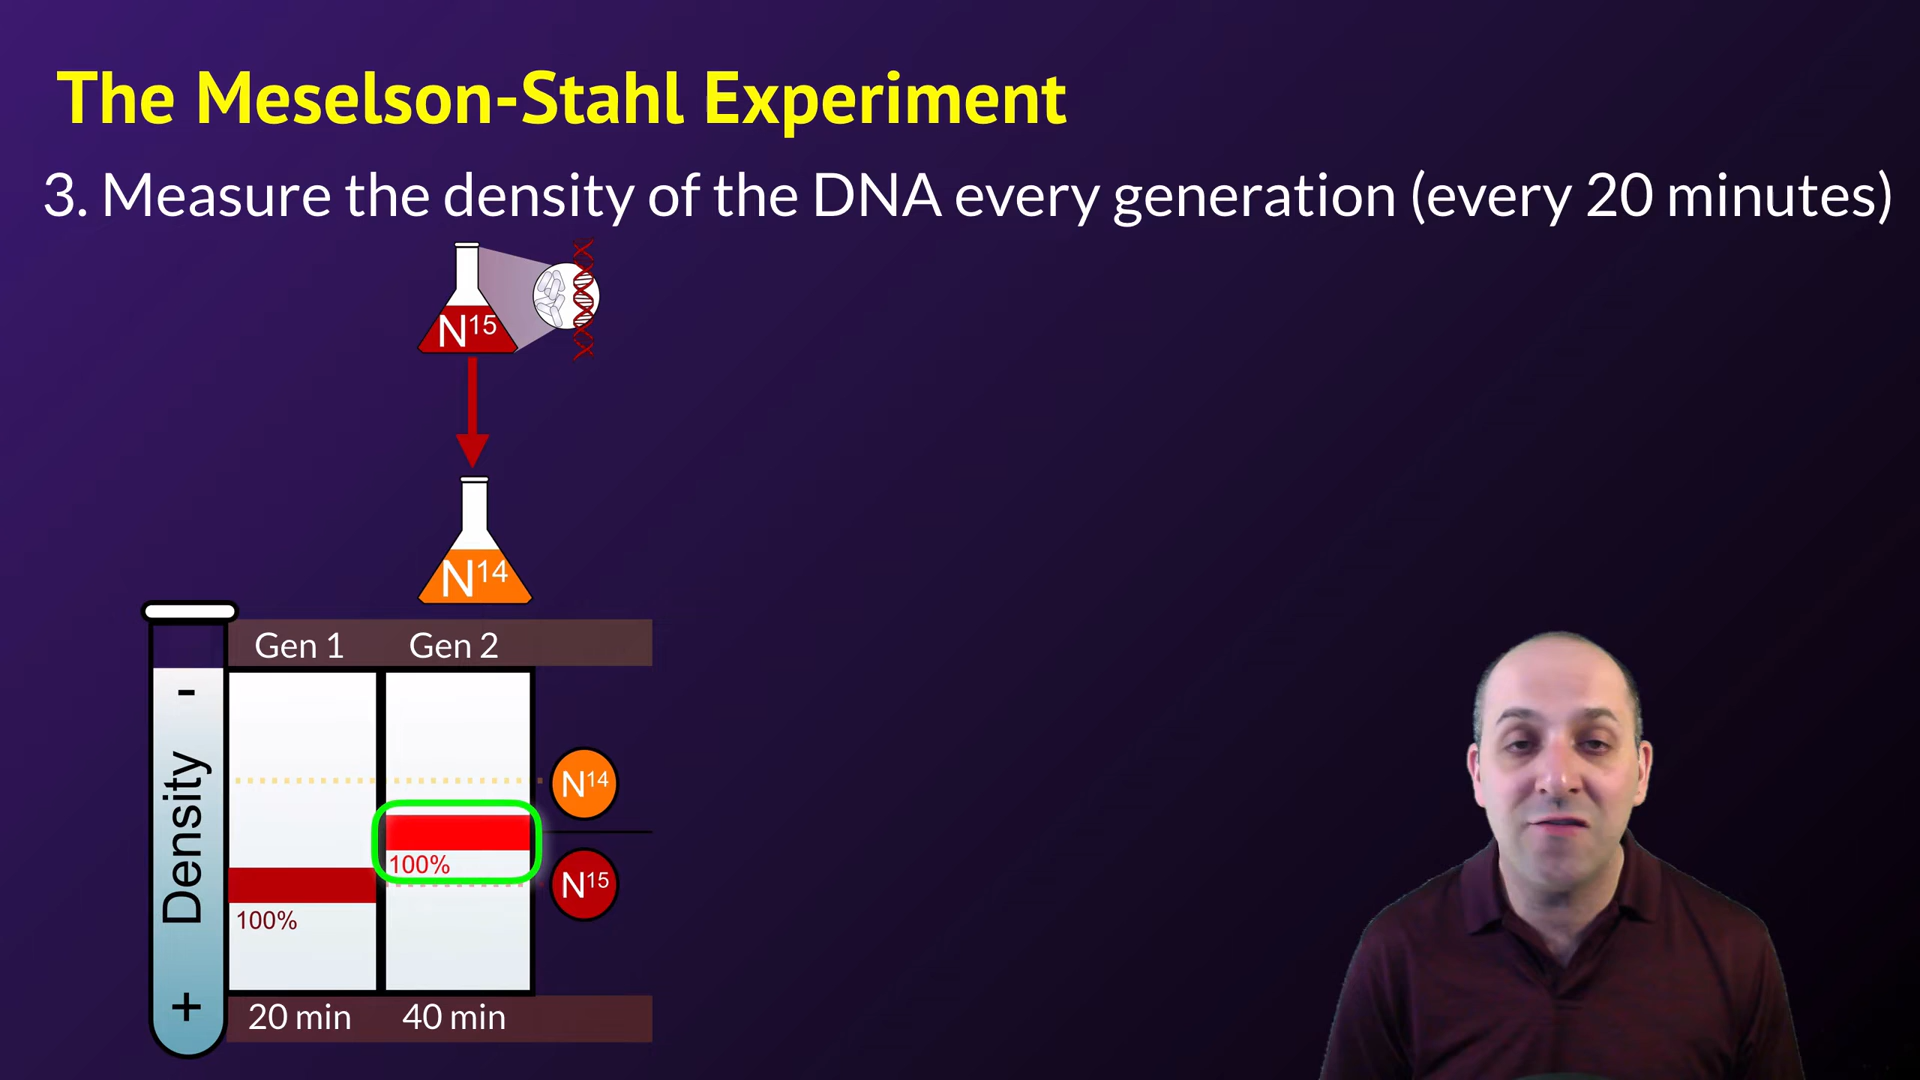 The Meselson-Stahl Experiment
3. Measure the density of the DNA every generation (every 20 minutes)
N15
N14
Gen 1 Gen 2
-
Density
+
N14
100%
N15
100%
20 min 40 min